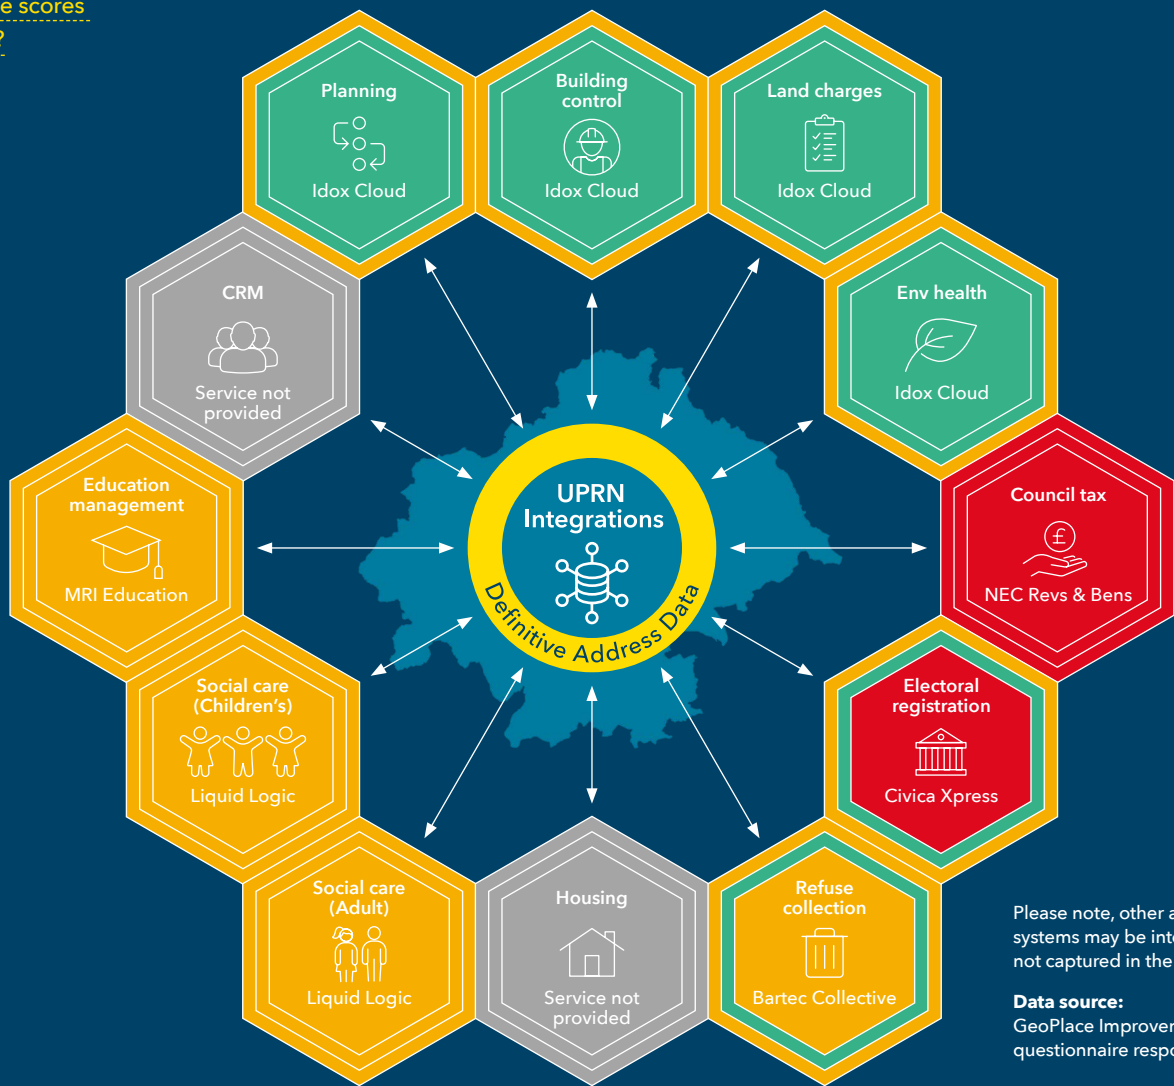 e scores
?
Planning
Idox Cloud
Building
control
Idox Cloud
Land charges
Idox Cloud
CRM
Service not
provided
Env health
Idox Cloud
Education
management
MRI Education
UPRN
Integrations
Definitive Address Data
Council tax
£
NEC Revs & Bens
Social care
(Children's)
Liquid Logic
Electoral
registration
Civica Xpress
Social care
(Adult)
Liquid Logic
Housing
Service not
provided
Refuse
collection
Bartec Collective
Please note, other a
systems may be inte
not captured in the
Data source:
GeoPlace Improver
questionnaire respo